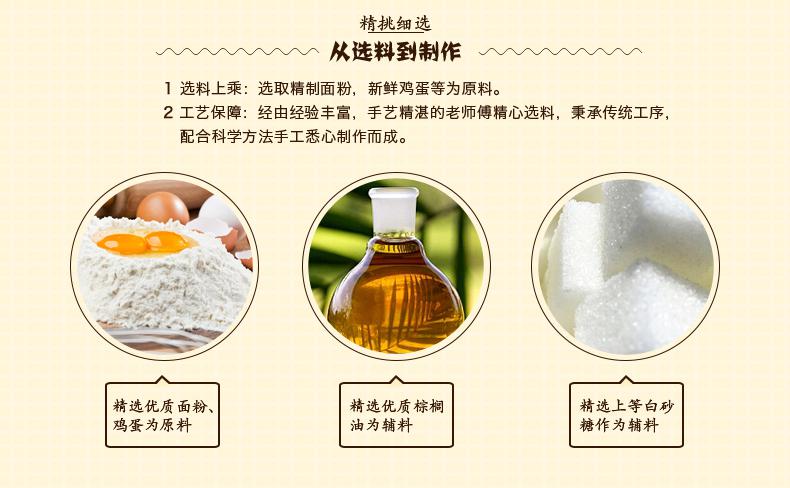 精挑细选
从选料到制作
1 选料上乘：选取精制面粉，新鲜鸡蛋等为原料。
2 工艺保障：经由经验丰富，手艺精湛的老师傅精心选料，秉承传统工序，
配合科学方法手工悉心制作而成。
精选优质面粉、
鸡蛋为原料
精选优质棕榈
油为辅料
精选上等白砂
糖作为辅料